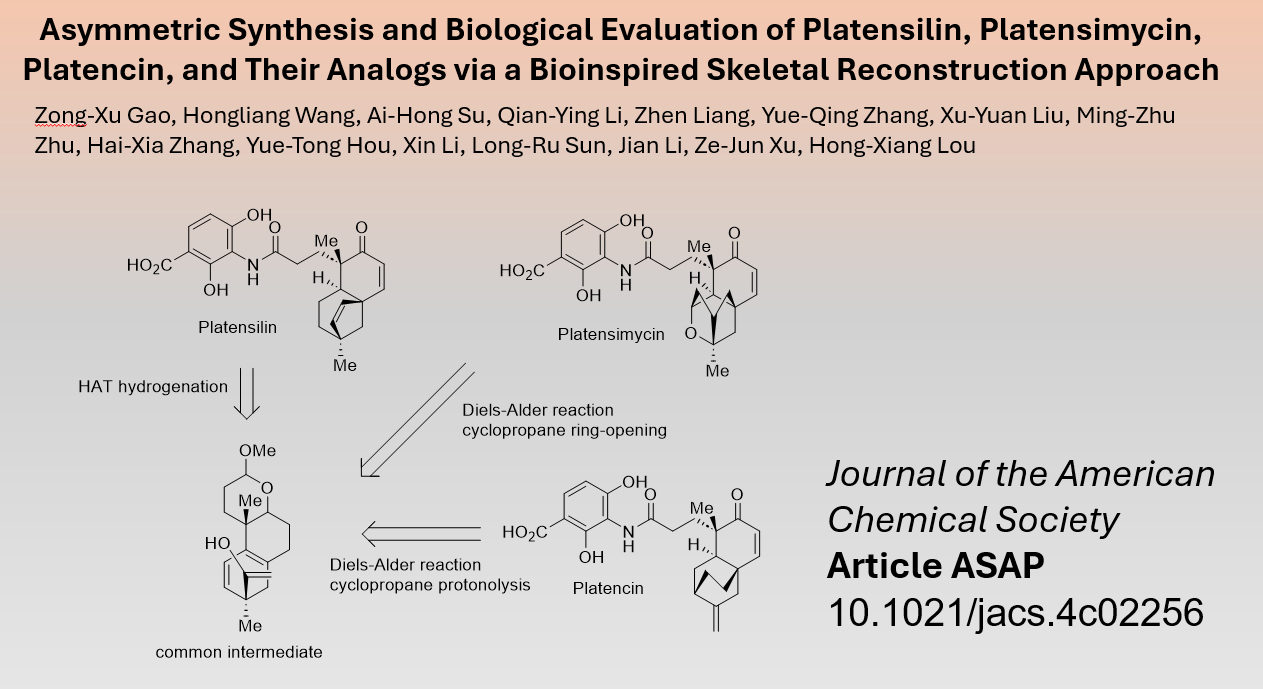 Asymmetric Synthesis and Biological Evaluation of Platensilin, Platensimycin,
Platencin, and Their Analogs via a Bioinspired Skeletal Reconstruction Approach
Zong-Xu Gao, Hongliang Wang, Ai-Hong Su, Qian-Ying Li, Zhen Liang, Yue-Qing Zhang, Xu-Yuan Liu, Ming-Zhu
Zhu, Hai-Xia Zhang, Yue-Tong Hou, Xin Li, Long-Ru Sun, Jian Li, Ze-Jun Xu, Hong-Xiang Lou
OH
O
Me
O
HO₂C
N
H
H
OH
Me
Platensilin
OH
O
Me
O
HO₂C
N
H
H
OH
O
Me
Platensimycin
HAT hydrogenation
Diels-Alder reaction
cyclopropane ring-opening
OMe
O
Me
HO
Me
common intermediate
Diels-Alder reaction
cyclopropane protonolysis
OH
O
Me
O
HO₂C
N
H
H
OH
Platencin
Journal of the American
Chemical Society
Article ASAP
10.1021/jacs.4c02256